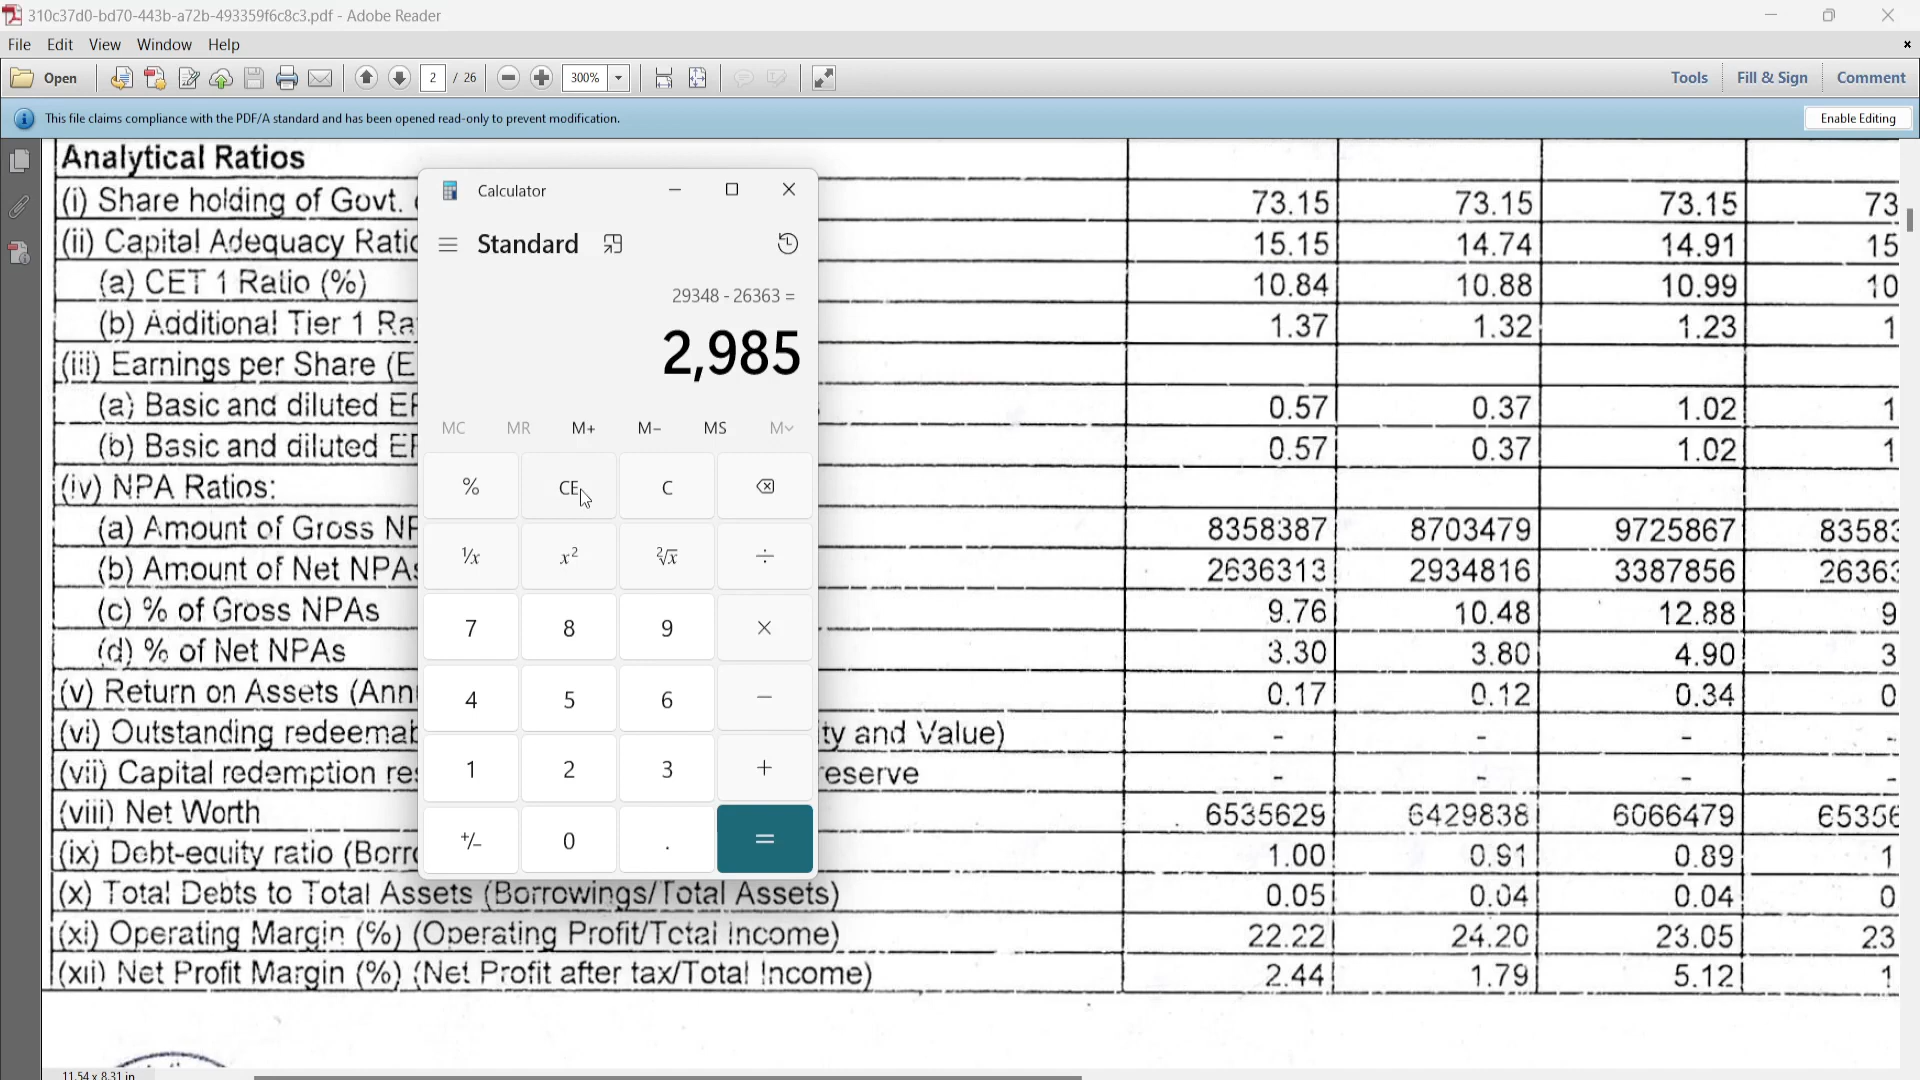 310c37d0-bd70-443b-a72b-493359f6c8c3.pdf - Adobe Reader
File Edit View Window Help
Open 2 / 26 300% Tools Fill & Sign Comment
This file claims compliance with the PDF/A standard and has been opened read-only to prevent modification. Enable Editing
Analytical Ratios
(i) Share holding of Govt. 73.15 73.15 73.15 73
(ii) Capital Adequacy Ratio 15.15 14.74 14.91 15
(a) CET 1 Ratio (%) 10.84 10.88 10.99 10
(b) Additional Tier 1 Ra 1.37 1.32 1.23 1
(iii) Earnings per Share (E
(a) Basic and diluted EP 0.57 0.37 1.02 1
(b) Basic and diluted EP 0.57 0.37 1.02 1
(iv) NPA Ratios:
(a) Amount of Gross NP 8358387 8703479 9725867 8358
(b) Amount of Net NPAs 2636313 2934816 3387856 2636
(c) % of Gross NPAs 9.76 10.48 12.88 9
(d) % of Net NPAs 3.30 3.80 4.90 3
(v) Return on Assets (Ann 0.17 0.12 0.34 0
(vi) Outstanding redeemab ty and Value) - - - -
(vii) Capital redemption res reserve - - - -
(viii) Net Worth 6535629 6429838 6066479 6535
(ix) Debt-equity ratio (Borro 1.00 0.91 0.89 1
(x) Total Debts to Total Assets (Borrowings/Total Assets) 0.05 0.04 0.04 0
(xi) Operating Margin (%) (Operating Profit/Total Income) 22.22 24.20 23.05 23
(xii) Net Profit Margin (%) (Net Profit after tax/Total Income) 2.44 1.79 5.12 1
Calculator
Standard
29348 - 26363 =
2,985
MC MR M+ M− MS M˅
% CE C
¹/x x² ²√x ÷
7 8 9 ×
4 5 6 −
1 2 3 +
+/− 0 . =
11.54 x 8.31 in